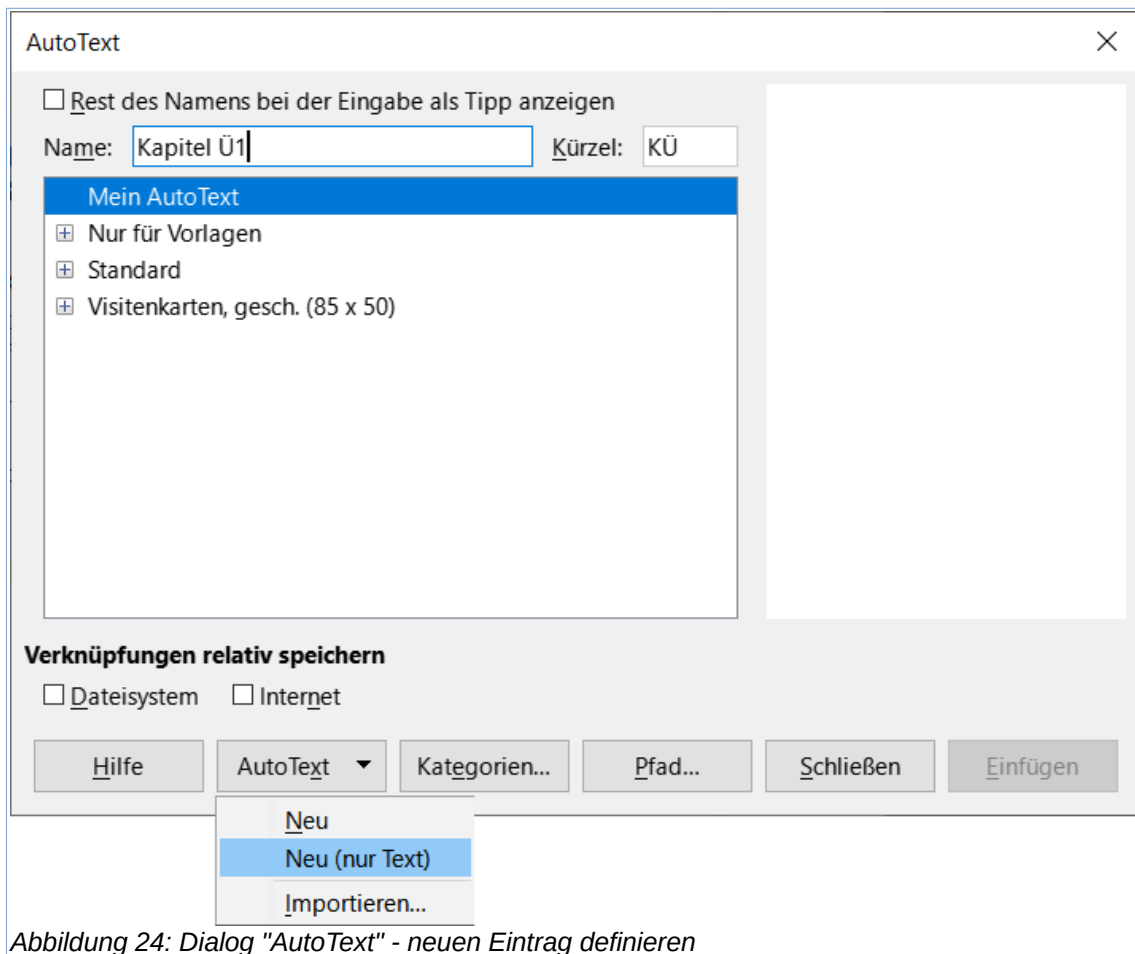 AutoText
Rest des Namens bei der Eingabe als Tipp anzeigen
Name: Kapitel Ü1 Kürzel: KÜ
Mein AutoText
Nur für Vorlagen
Standard
Visitenkarten, gesch. (85 x 50)
Verknüpfungen relativ speichern
Dateisystem Internet
Hilfe AutoText Kategorien... Pfad... Schließen Einfügen
Neu
Neu (nur Text)
Importieren...
Abbildung 24: Dialog "AutoText" - neuen Eintrag definieren